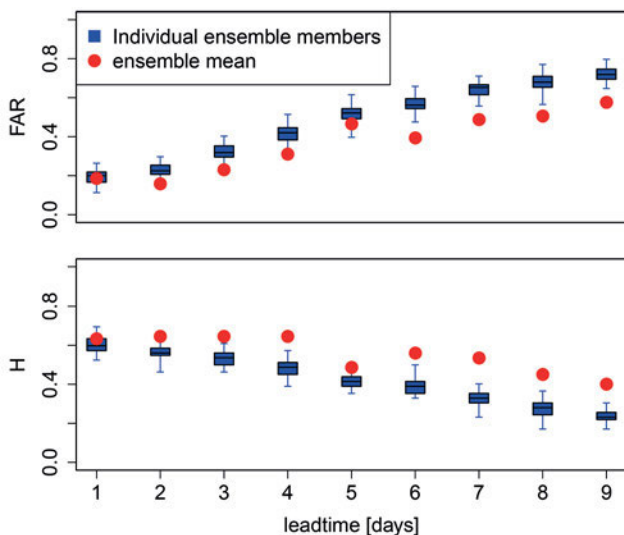 Individual ensemble members
ensemble mean
FAR
0.8
0.4
0.0
H
0.8
0.4
0.0
1 2 3 4 5 6 7 8 9
leadtime [days]